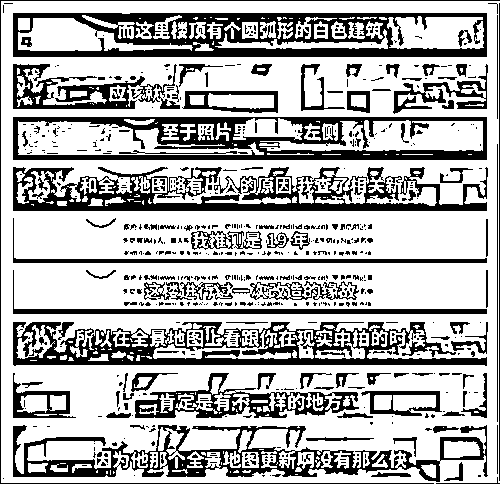 而这里楼顶有个圆弧形的白色建筑
应该就是
至于照片里 楼左侧
和全景地图略有出入的原因 我查了相关新闻
我推测是 19 年
这楼进行过一次改造的缘故
所以在全景地图上看跟你在现实中拍的时候
肯定是有不一样的地方
因为他那个全景地图更新啊没有那么快